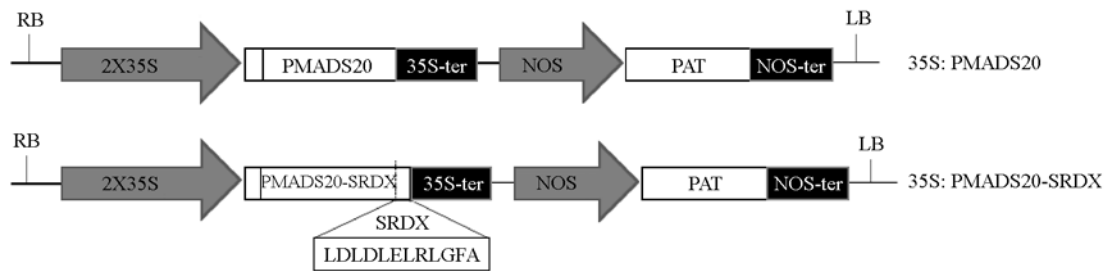 RB LB
2X35S PMADS20 35S-ter NOS PAT NOS-ter 35S: PMADS20
RB LB
2X35S PMADS20-SRDX 35S-ter NOS PAT NOS-ter 35S: PMADS20-SRDX
SRDX
LDLDLELRLGFA